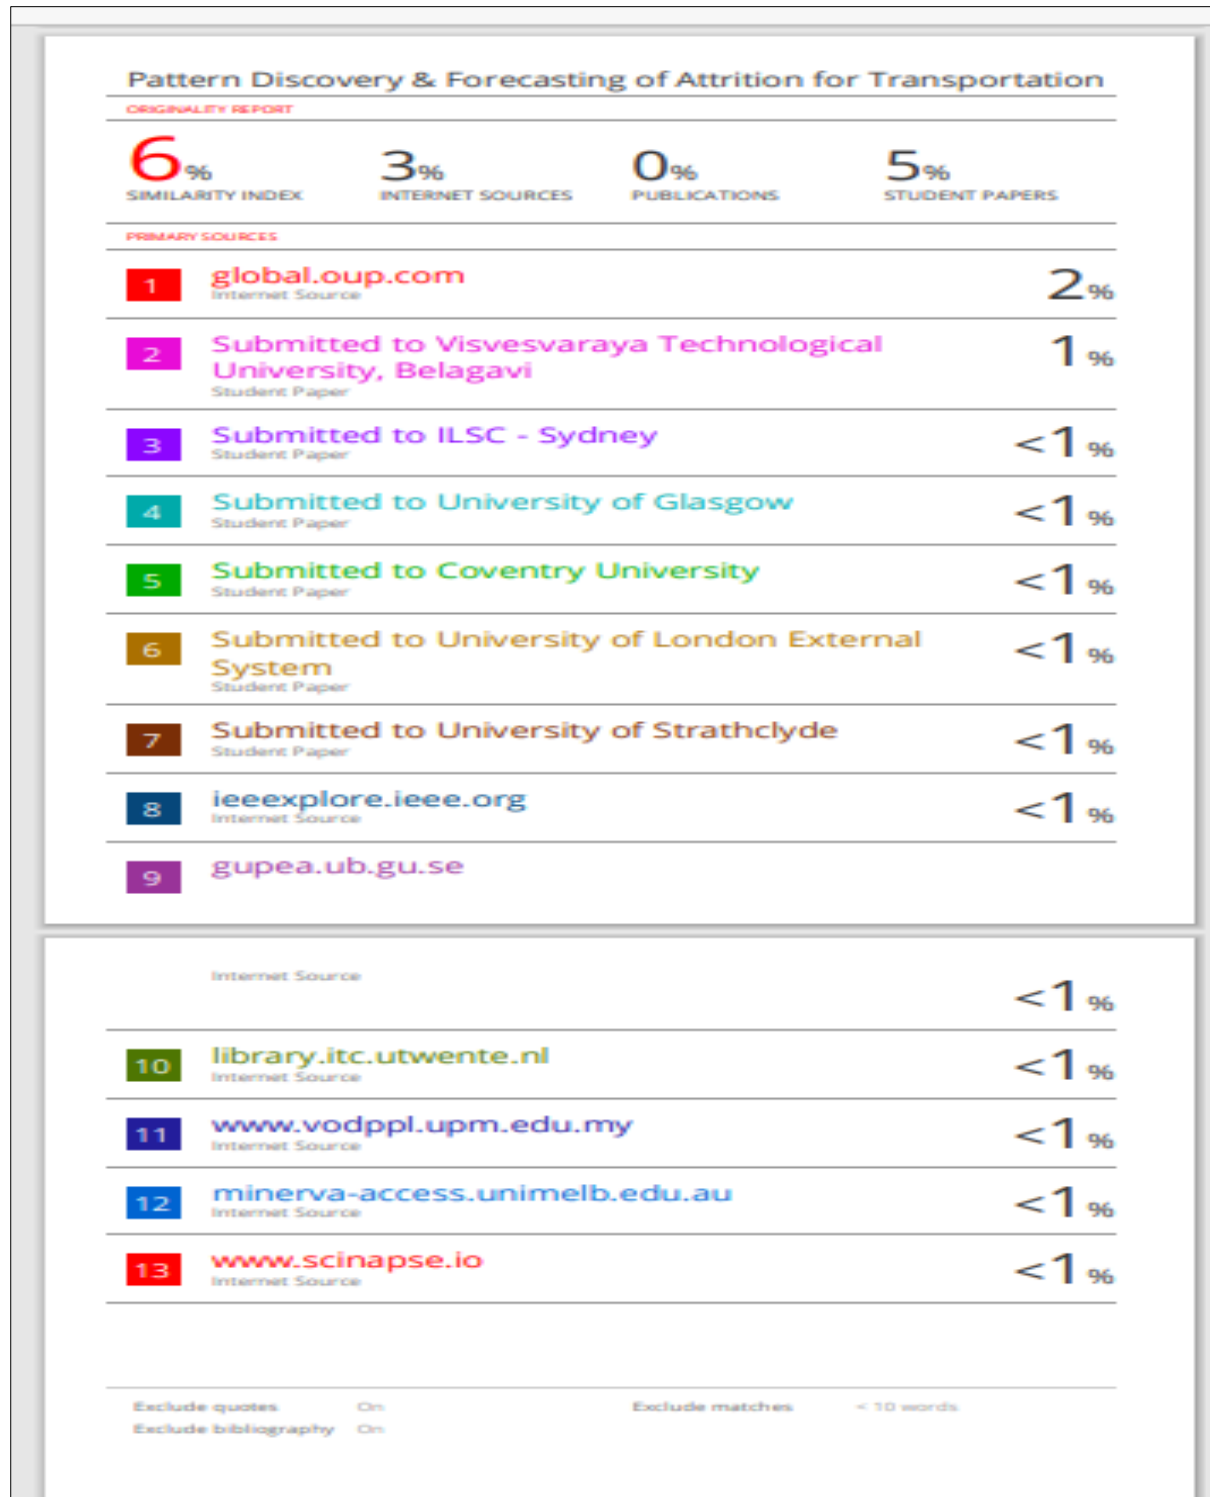 Pattern Discovery & Forecasting of Attrition for Transportation
ORIGINALITY REPORT
6% 3% 0% 5%
SIMILARITY INDEX INTERNET SOURCES PUBLICATIONS STUDENT PAPERS
PRIMARY SOURCES
1 global.oup.com 2%
Internet Source
2 Submitted to Visvesvaraya Technological 1%
University, Belagavi
Student Paper
3 Submitted to ILSC - Sydney <1%
Student Paper
4 Submitted to University of Glasgow <1%
Student Paper
5 Submitted to Coventry University <1%
Student Paper
6 Submitted to University of London External <1%
System
Student Paper
7 Submitted to University of Strathclyde <1%
Student Paper
8 ieeexplore.ieee.org <1%
Internet Source
9 gupea.ub.gu.se
Internet Source <1%
10 library.itc.utwente.nl <1%
Internet Source
11 www.vodppl.upm.edu.my <1%
Internet Source
12 minerva-access.unimelb.edu.au <1%
Internet Source
13 www.scinapse.io <1%
Internet Source
Exclude quotes On Exclude matches < 10 words
Exclude bibliography On